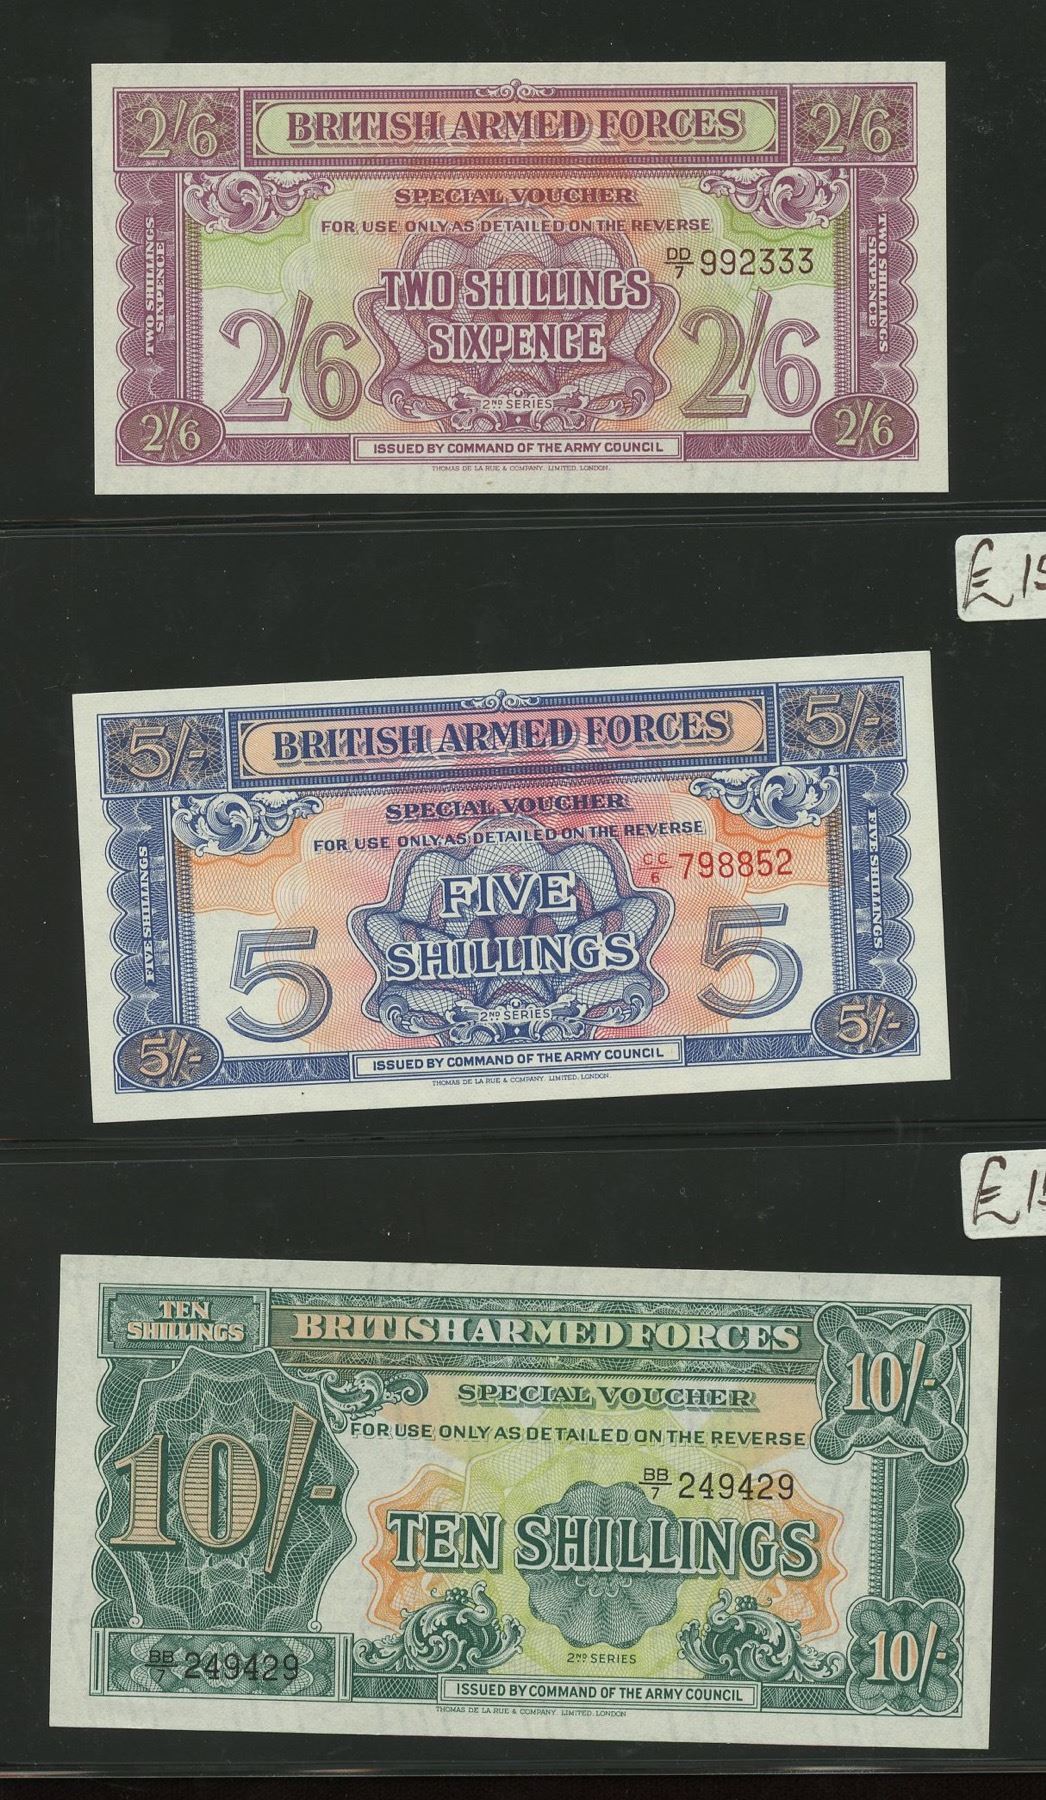 2/6 BRITISH ARMED FORCES 2/6
SPECIAL VOUCHER
FOR USE ONLY AS DETAILED ON THE REVERSE
DD/7 992333
TWO SHILLINGS
SIXPENCE
TWO SHILLINGS
SIXPENCE
TWO SHILLINGS
SIXPENCE
2/6 2/6
2ND SERIES
2/6 2/6
ISSUED BY COMMAND OF THE ARMY COUNCIL
THOMAS DE LA RUE & COMPANY, LIMITED, LONDON.
£15
5/- BRITISH ARMED FORCES 5/-
SPECIAL VOUCHER
FOR USE ONLY AS DETAILED ON THE REVERSE
CC/6 798852
FIVE SHILLINGS
FIVE
SHILLINGS
FIVE SHILLINGS
5 5
2ND SERIES
5/- 5/-
ISSUED BY COMMAND OF THE ARMY COUNCIL
THOMAS DE LA RUE & COMPANY, LIMITED, LONDON.
£15
TEN
SHILLINGS
BRITISH ARMED FORCES
SPECIAL VOUCHER
10/-
FOR USE ONLY AS DETAILED ON THE REVERSE
BB/7 249429
10/-
TEN SHILLINGS
2ND SERIES
BB/7 249429
10/-
ISSUED BY COMMAND OF THE ARMY COUNCIL
THOMAS DE LA RUE & COMPANY, LIMITED, LONDON